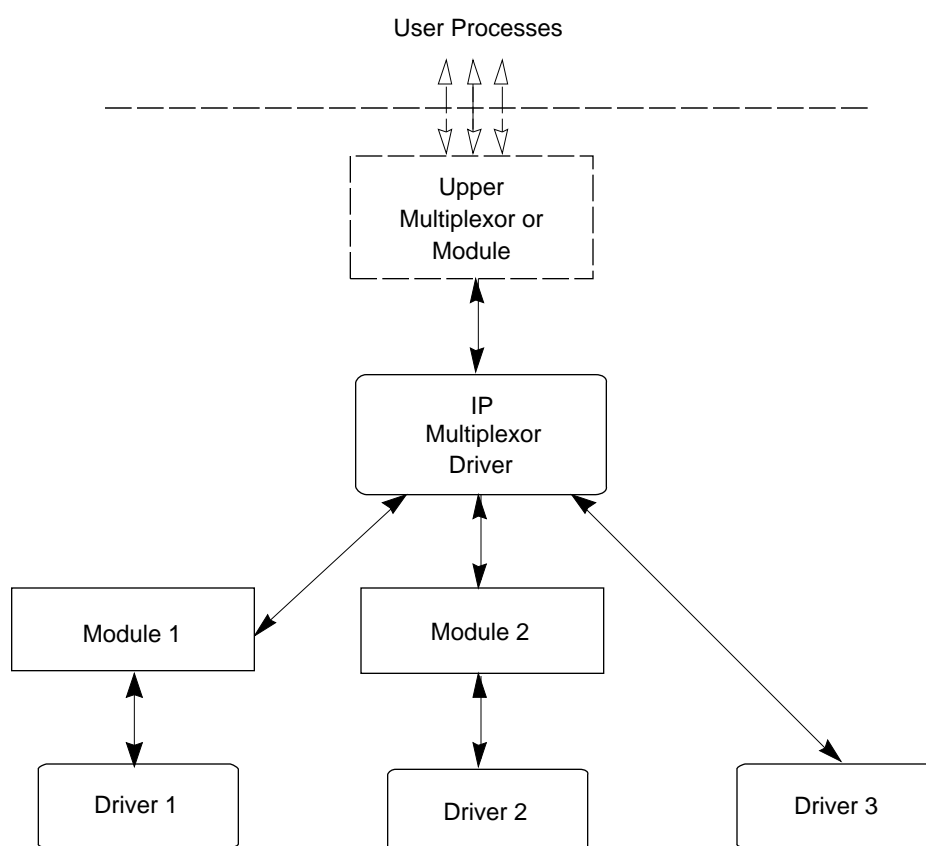 User Processes
Upper
Multiplexor or
Module
IP
Multiplexor
Driver
Module 1
Module 2
Driver 1
Driver 2
Driver 3